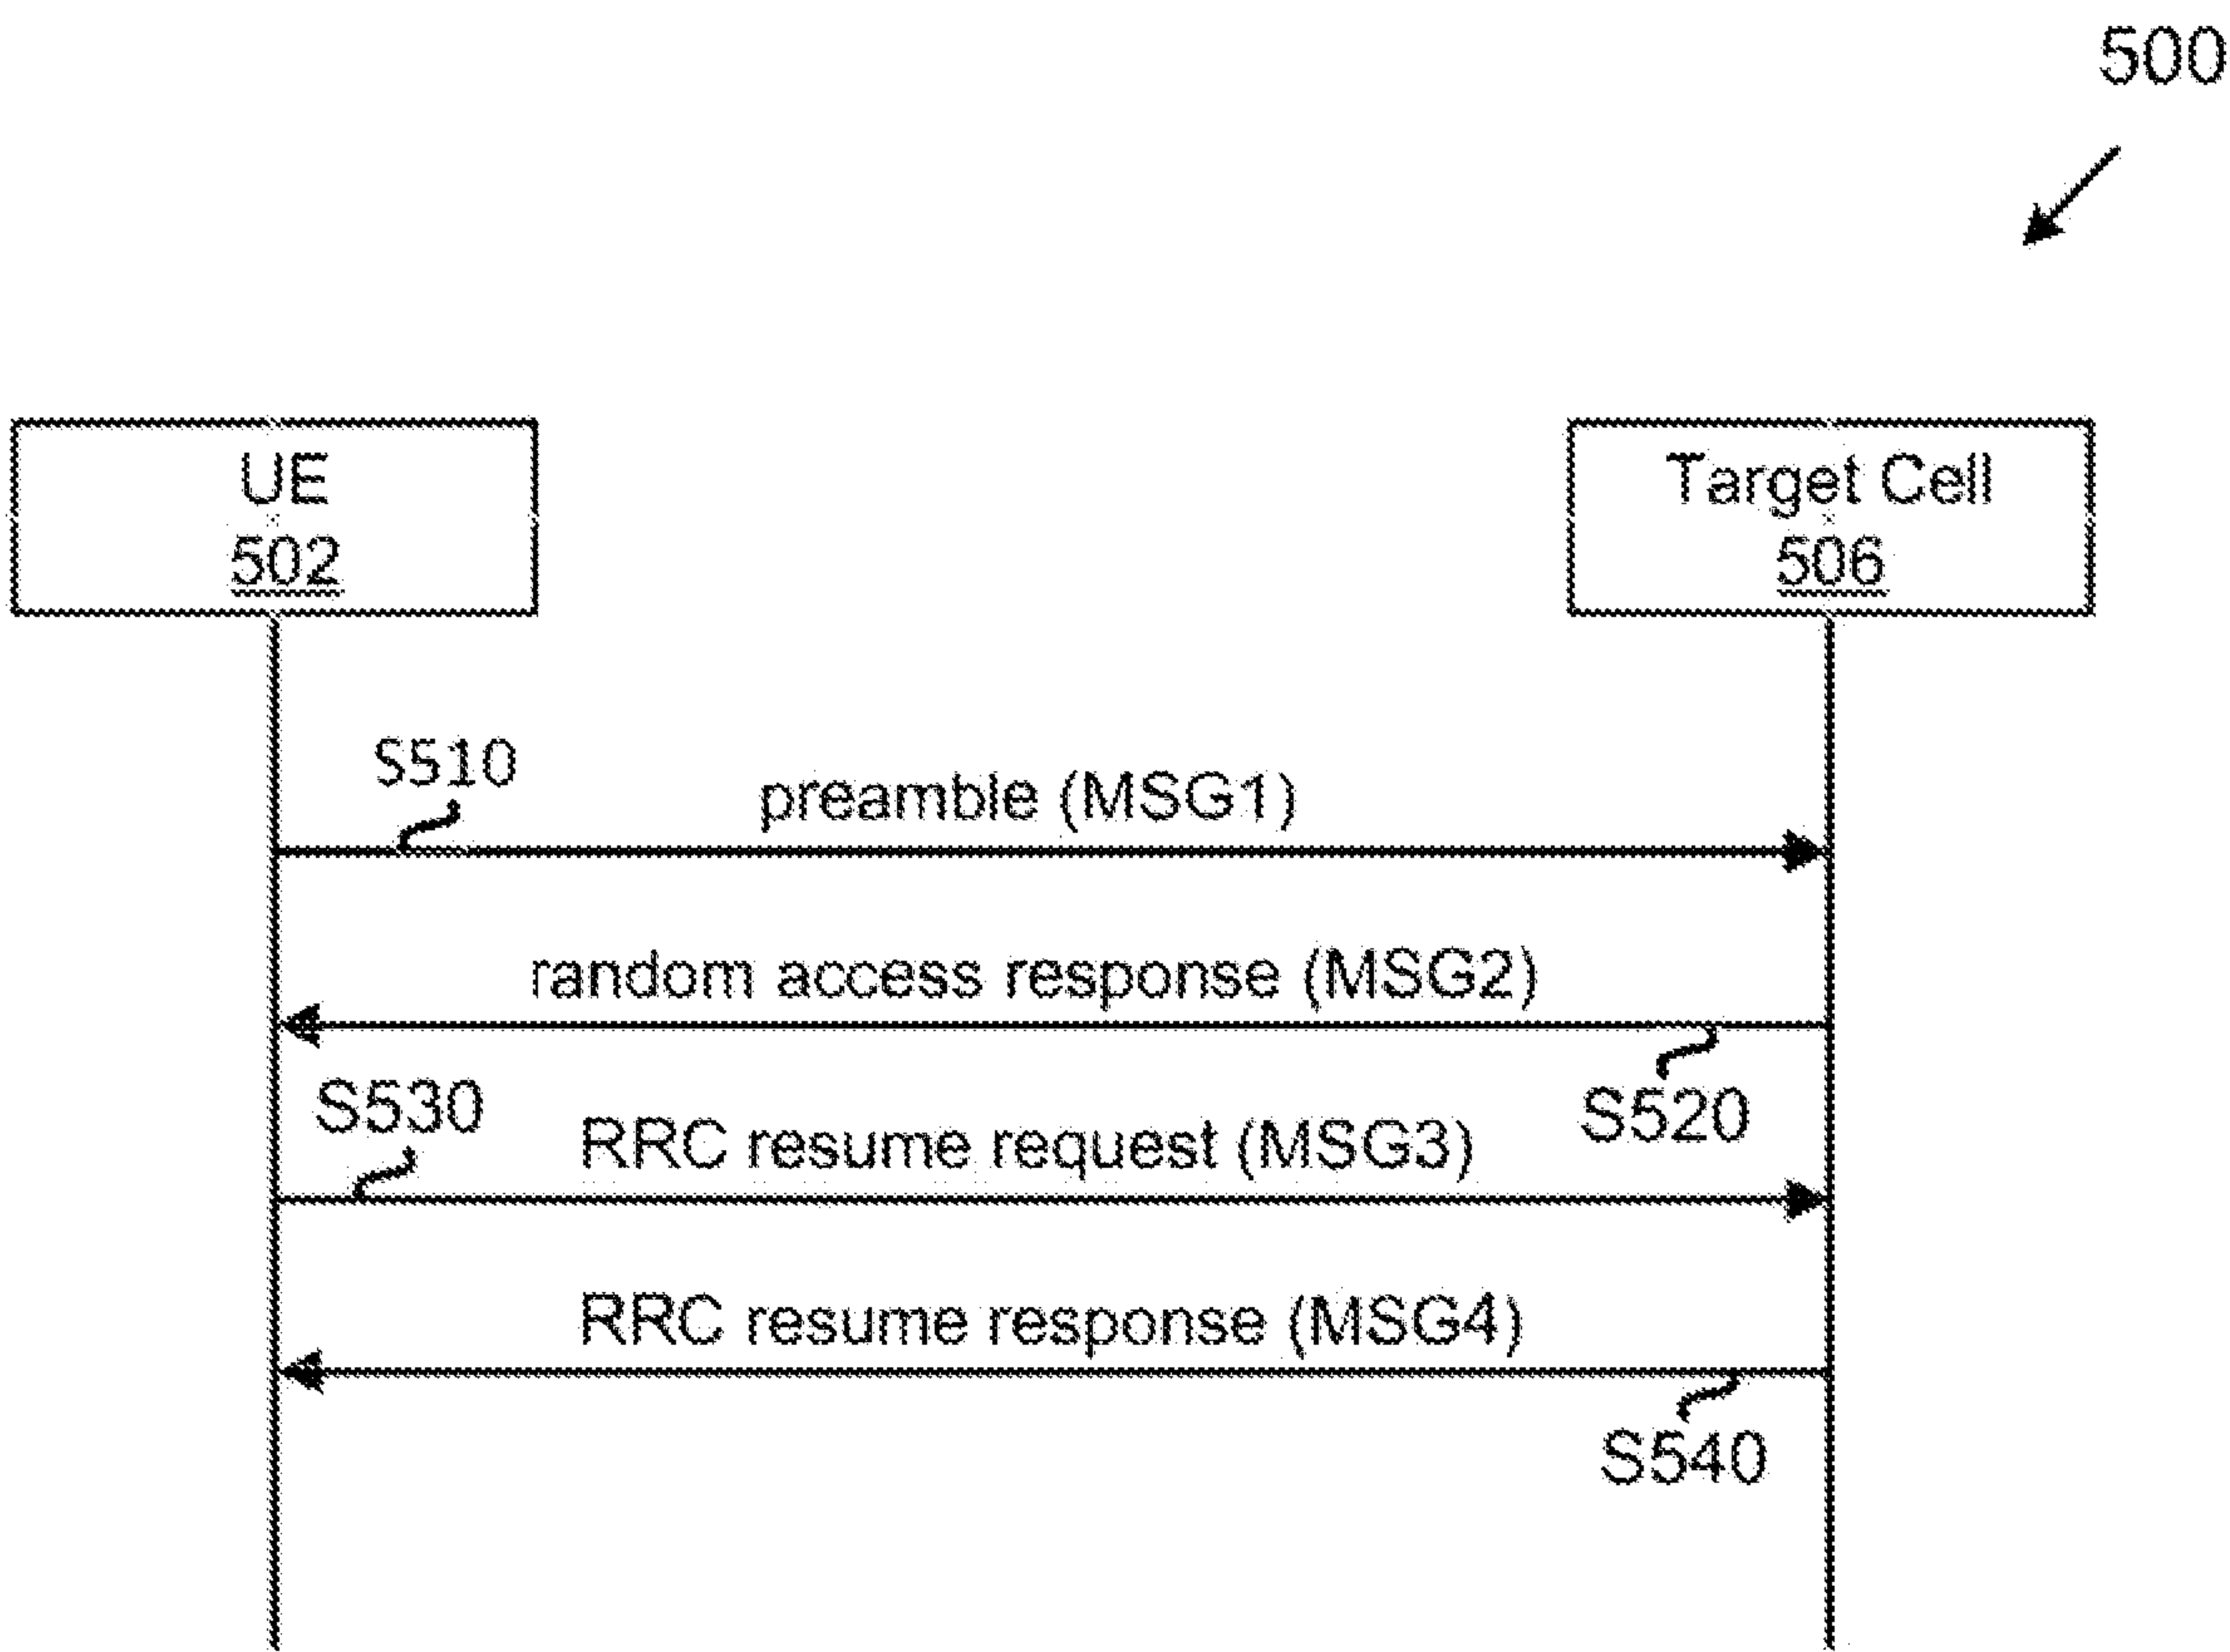 500
UE
502
Target Cell
506
S510
preamble (MSG1)
random access response (MSG2)
S520
S530
RRC resume request (MSG3)
RRC resume response (MSG4)
S540